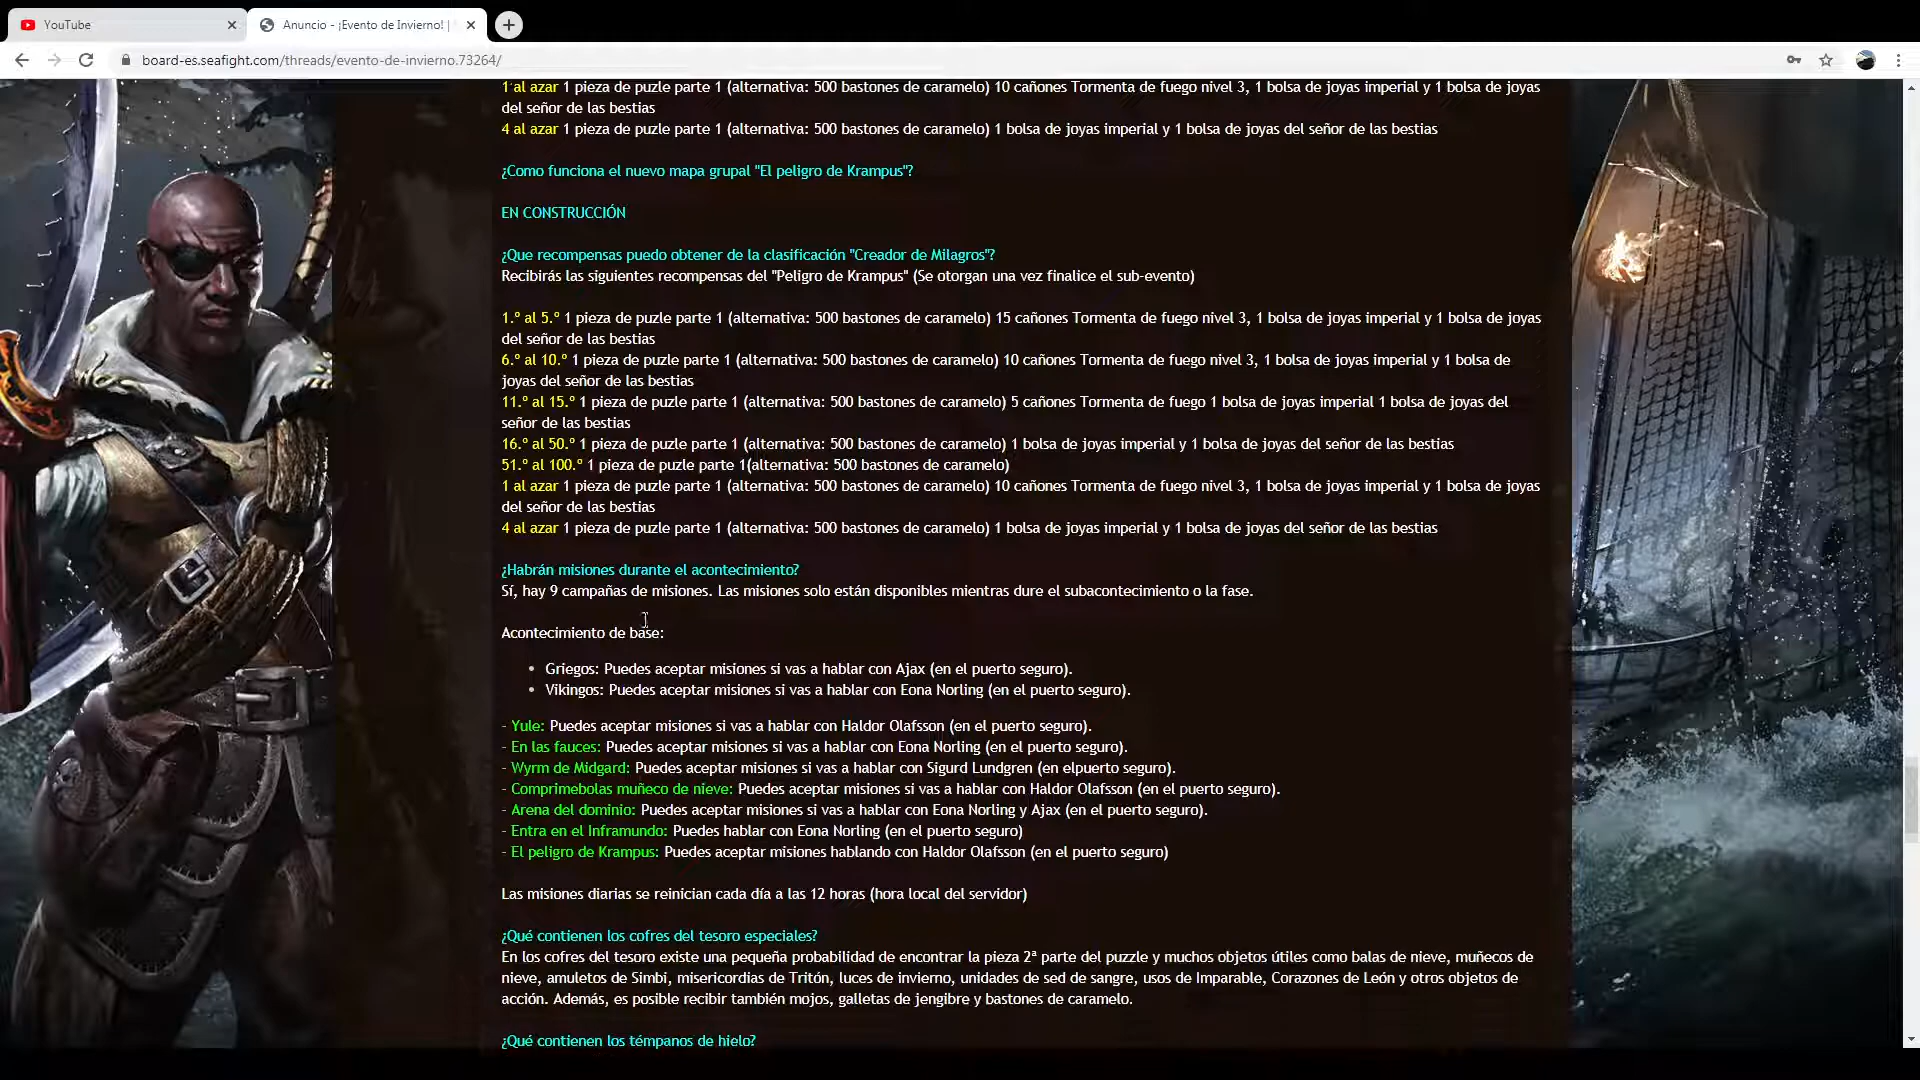 YouTube
Anuncio - ¡Evento de Invierno! |
board-es.seafight.com/threads/evento-de-invierno.73264/
1 al azar 1 pieza de puzle parte 1 (alternativa: 500 bastones de caramelo) 10 cañones Tormenta de fuego nivel 3, 1 bolsa de joyas imperial y 1 bolsa de joyas
del señor de las bestias
4 al azar 1 pieza de puzle parte 1 (alternativa: 500 bastones de caramelo) 1 bolsa de joyas imperial y 1 bolsa de joyas del señor de las bestias
¿Como funciona el nuevo mapa grupal "El peligro de Krampus"?
EN CONSTRUCCIÓN
¿Que recompensas puedo obtener de la clasificación "Creador de Milagros"?
Recibirás las siguientes recompensas del "Peligro de Krampus" (Se otorgan una vez finalice el sub-evento)
1.º al 5.º 1 pieza de puzle parte 1 (alternativa: 500 bastones de caramelo) 15 cañones Tormenta de fuego nivel 3, 1 bolsa de joyas imperial y 1 bolsa de joyas
del señor de las bestias
6.º al 10.º 1 pieza de puzle parte 1 (alternativa: 500 bastones de caramelo) 10 cañones Tormenta de fuego nivel 3, 1 bolsa de joyas imperial y 1 bolsa de
joyas del señor de las bestias
11.º al 15.º 1 pieza de puzle parte 1 (alternativa: 500 bastones de caramelo) 5 cañones Tormenta de fuego 1 bolsa de joyas imperial 1 bolsa de joyas del
señor de las bestias
16.º al 50.º 1 pieza de puzle parte 1 (alternativa: 500 bastones de caramelo) 1 bolsa de joyas imperial y 1 bolsa de joyas del señor de las bestias
51.º al 100.º 1 pieza de puzle parte 1(alternativa: 500 bastones de caramelo)
1 al azar 1 pieza de puzle parte 1 (alternativa: 500 bastones de caramelo) 10 cañones Tormenta de fuego nivel 3, 1 bolsa de joyas imperial y 1 bolsa de joyas
del señor de las bestias
4 al azar 1 pieza de puzle parte 1 (alternativa: 500 bastones de caramelo) 1 bolsa de joyas imperial y 1 bolsa de joyas del señor de las bestias
¿Habrán misiones durante el acontecimiento?
Sí, hay 9 campañas de misiones. Las misiones solo están disponibles mientras dure el subacontecimiento o la fase.
Acontecimiento de base:
• Griegos: Puedes aceptar misiones si vas a hablar con Ajax (en el puerto seguro).
• Vikingos: Puedes aceptar misiones si vas a hablar con Eona Norling (en el puerto seguro).
- Yule: Puedes aceptar misiones si vas a hablar con Haldor Olafsson (en el puerto seguro).
- En las fauces: Puedes aceptar misiones si vas a hablar con Eona Norling (en el puerto seguro).
- Wyrm de Midgard: Puedes aceptar misiones si vas a hablar con Sigurd Lundgren (en elpuerto seguro).
- Comprimebolas muñeco de nieve: Puedes aceptar misiones si vas a hablar con Haldor Olafsson (en el puerto seguro).
- Arena del dominio: Puedes aceptar misiones si vas a hablar con Eona Norling y Ajax (en el puerto seguro).
- Entra en el Inframundo: Puedes hablar con Eona Norling (en el puerto seguro)
- El peligro de Krampus: Puedes aceptar misiones hablando con Haldor Olafsson (en el puerto seguro)
Las misiones diarias se reinician cada día a las 12 horas (hora local del servidor)
¿Qué contienen los cofres del tesoro especiales?
En los cofres del tesoro existe una pequeña probabilidad de encontrar la pieza 2ª parte del puzzle y muchos objetos útiles como balas de nieve, muñecos de
nieve, amuletos de Simbi, misericordias de Tritón, luces de invierno, unidades de sed de sangre, usos de Imparable, Corazones de León y otros objetos de
acción. Además, es posible recibir también mojos, galletas de jengibre y bastones de caramelo.
¿Qué contienen los témpanos de hielo?